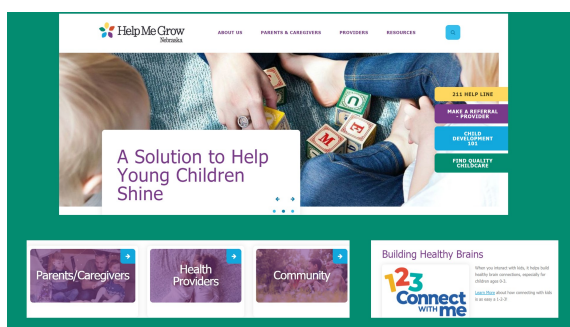 Help Me Grow
Nebraska
ABOUT US
PARENTS & CAREGIVERS
PROVIDERS
RESOURCES
211 HELP LINE
MAKE A REFERRAL
- PROVIDER
CHILD
DEVELOPMENT
101
FIND QUALITY
CHILDCARE
A Solution to Help
Young Children
Shine
Parents/Caregivers
Health
Providers
Community
Building Healthy Brains
123
Connect
WITH me
When you interact with kids, it helps build
healthy brain connections, especially for
children ages 0-3.
Learn More about how connecting with kids
is as easy a 1-2-3!